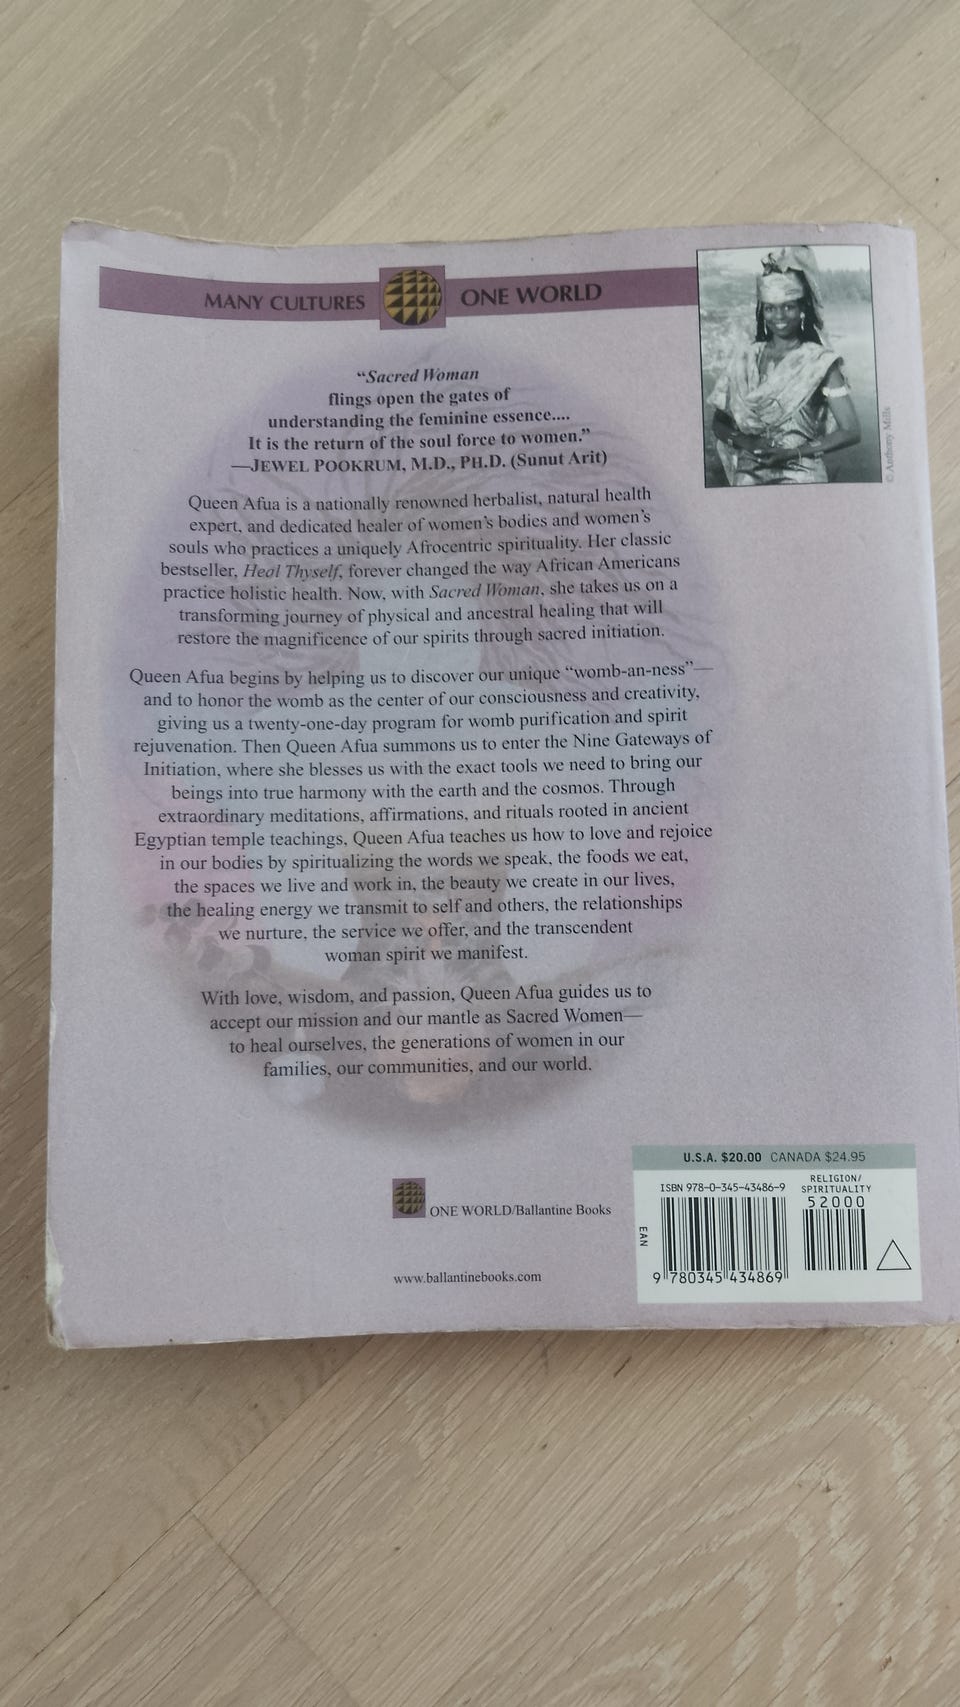 MANY CULTURES ONE WORLD
“Sacred Woman
flings open the gates of
understanding the feminine essence....
It is the return of the soul force to women.”
—JEWEL POOKRUM, M.D., PH.D. (Sunut Arit)
© Anthony Mills
Queen Afua is a nationally renowned herbalist, natural health
expert, and dedicated healer of women’s bodies and women’s
souls who practices a uniquely Afrocentric spirituality. Her classic
bestseller, Heal Thyself, forever changed the way African Americans
practice holistic health. Now, with Sacred Woman, she takes us on a
transforming journey of physical and ancestral healing that will
restore the magnificence of our spirits through sacred initiation.
Queen Afua begins by helping us to discover our unique “womb-an-ness”—
and to honor the womb as the center of our consciousness and creativity,
giving us a twenty-one-day program for womb purification and spirit
rejuvenation. Then Queen Afua summons us to enter the Nine Gateways of
Initiation, where she blesses us with the exact tools we need to bring our
beings into true harmony with the earth and the cosmos. Through
extraordinary meditations, affirmations, and rituals rooted in ancient
Egyptian temple teachings, Queen Afua teaches us how to love and rejoice
in our bodies by spiritualizing the words we speak, the foods we eat,
the spaces we live and work in, the beauty we create in our lives,
the healing energy we transmit to self and others, the relationships
we nurture, the service we offer, and the transcendent
woman spirit we manifest.
With love, wisdom, and passion, Queen Afua guides us to
accept our mission and our mantle as Sacred Women—
to heal ourselves, the generations of women in our
families, our communities, and our world.
ONE WORLD/Ballantine Books
www.ballantinebooks.com
U.S.A. $20.00 CANADA $24.95
ISBN 978-0-345-43486-9
RELIGION/
SPIRITUALITY
52000
EAN
9 780345 434869